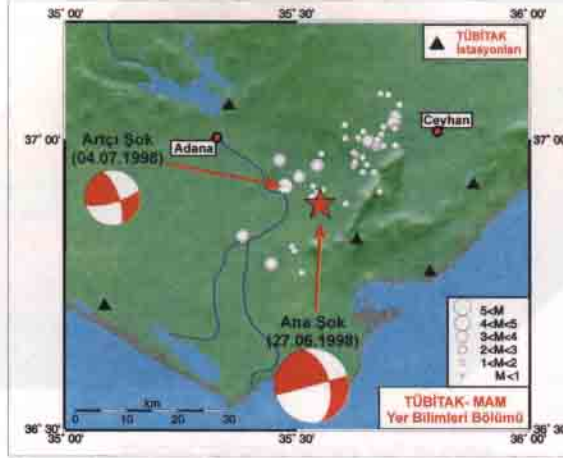 35° 00'
35° 30'
36° 00'
TÜBİTAK
İstasyonları
37° 00'
37° 00'
Ceyhan
Adana
Artçı Şok
(04.07.1998)
Ana Şok
(27.06.1998)
5<M
4<M<5
3<M<4
2<M<3
1<M<2
M<1
km
0 10 20 30
TÜBİTAK- MAM
Yer Bilimleri Bölümü
36° 30'
36° 30'
35° 00'
35° 30'
36° 00'